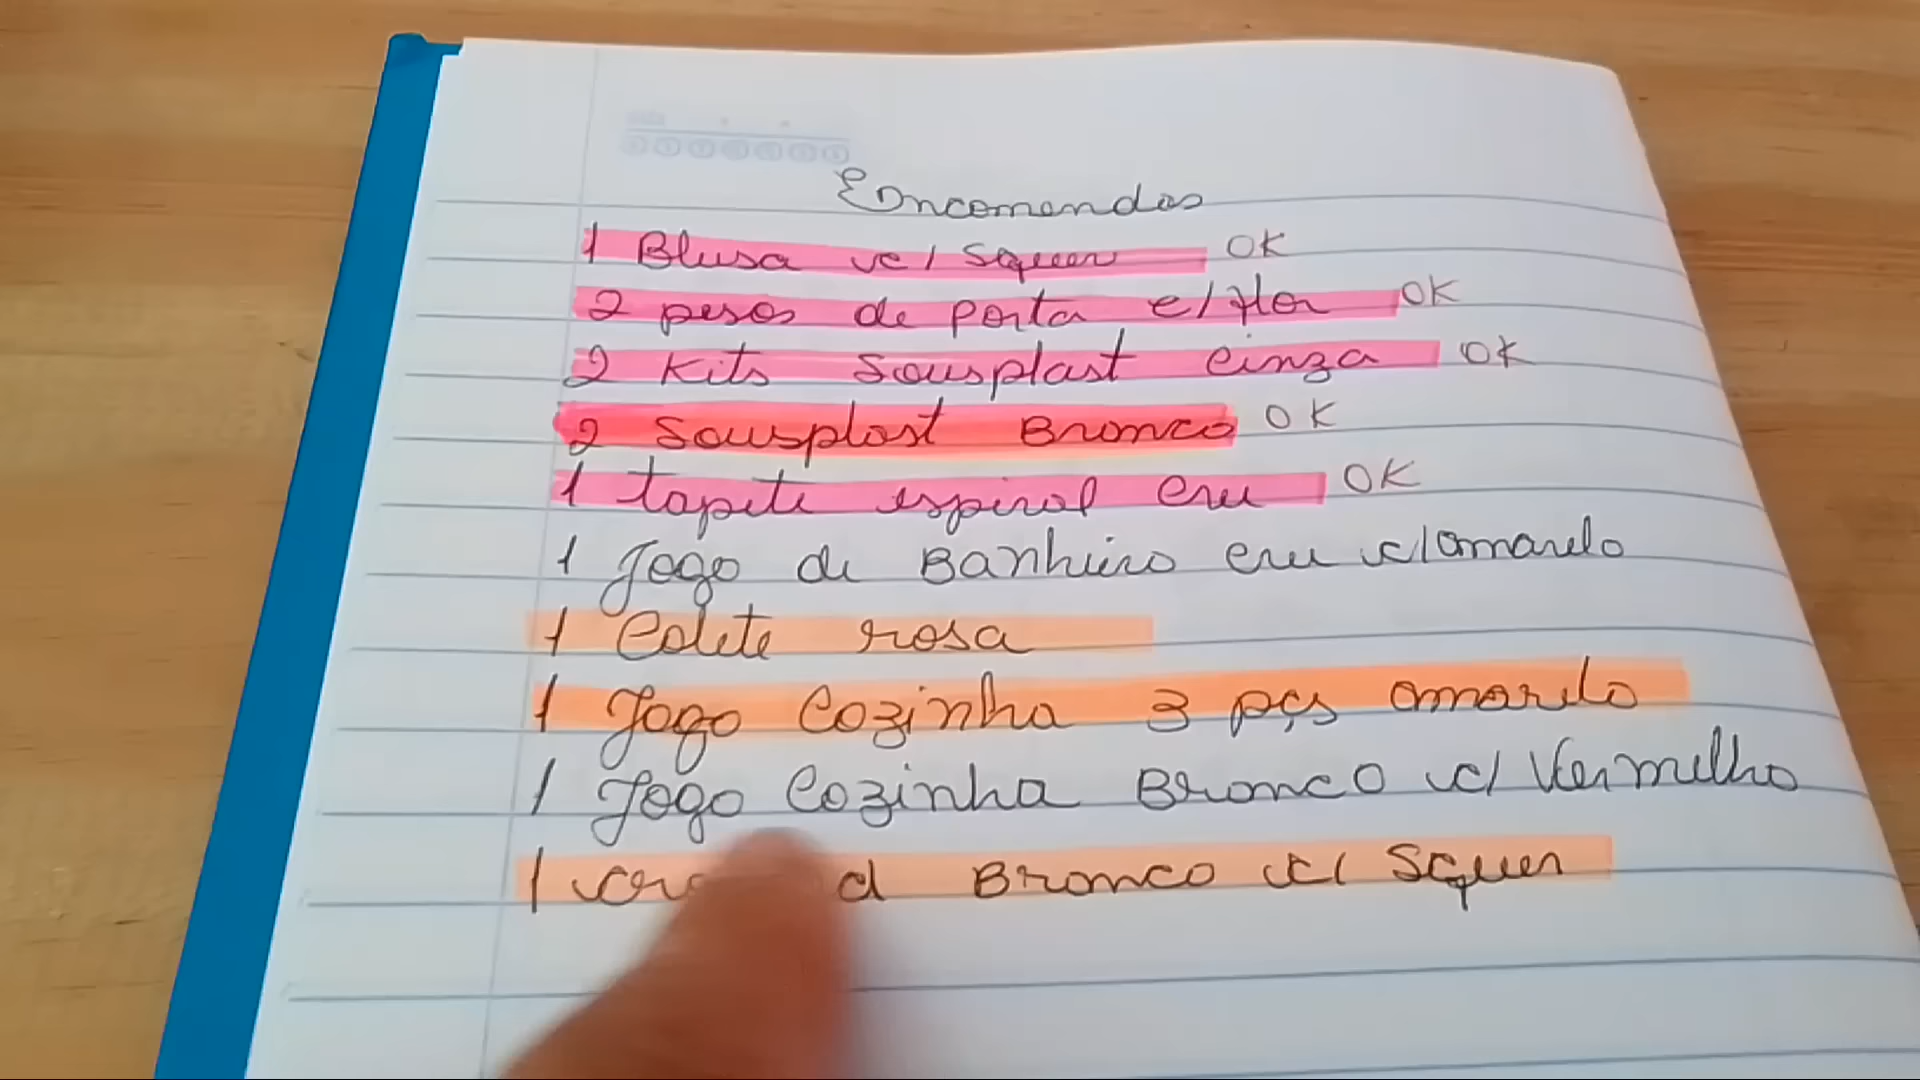 Encomendas
1 Blusa c/ Squer OK
2 pesos de porta c/ flor OK
2 Kits Sousplast cinza OK
2 Sousplast Branco OK
1 tapete espiral cru OK
1 Jogo de Banheiro cru c/ amarelo
1 Colete rosa
1 Jogo Cozinha 3 pçs amarelo
1 Jogo Cozinha Branco c/ Vermelho
1 Branco c/ Squer